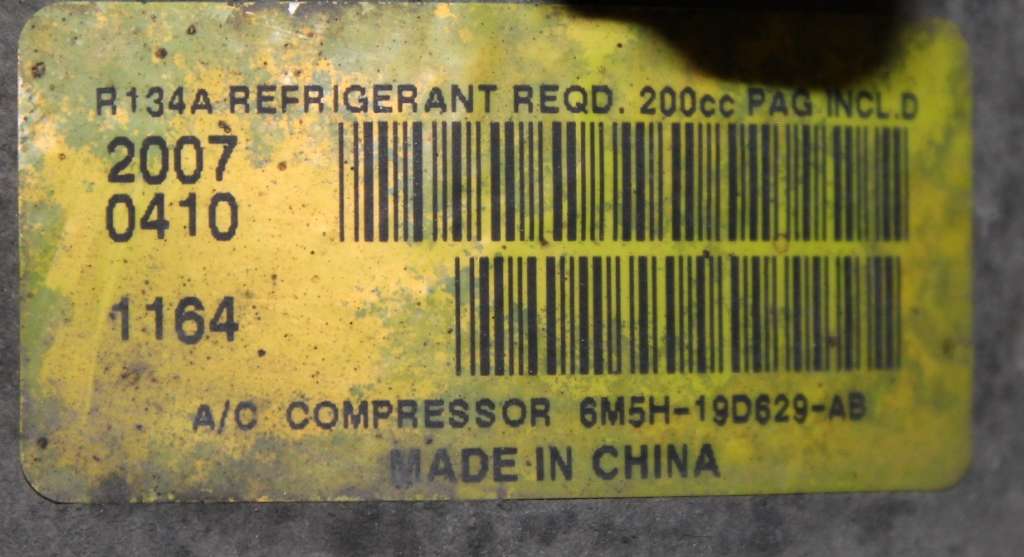 R134A REFRIGERANT REQD. 200cc PAG INCL.D
2007
0410
1164
A/C COMPRESSOR 6M5H-19D629-AB
MADE IN CHINA